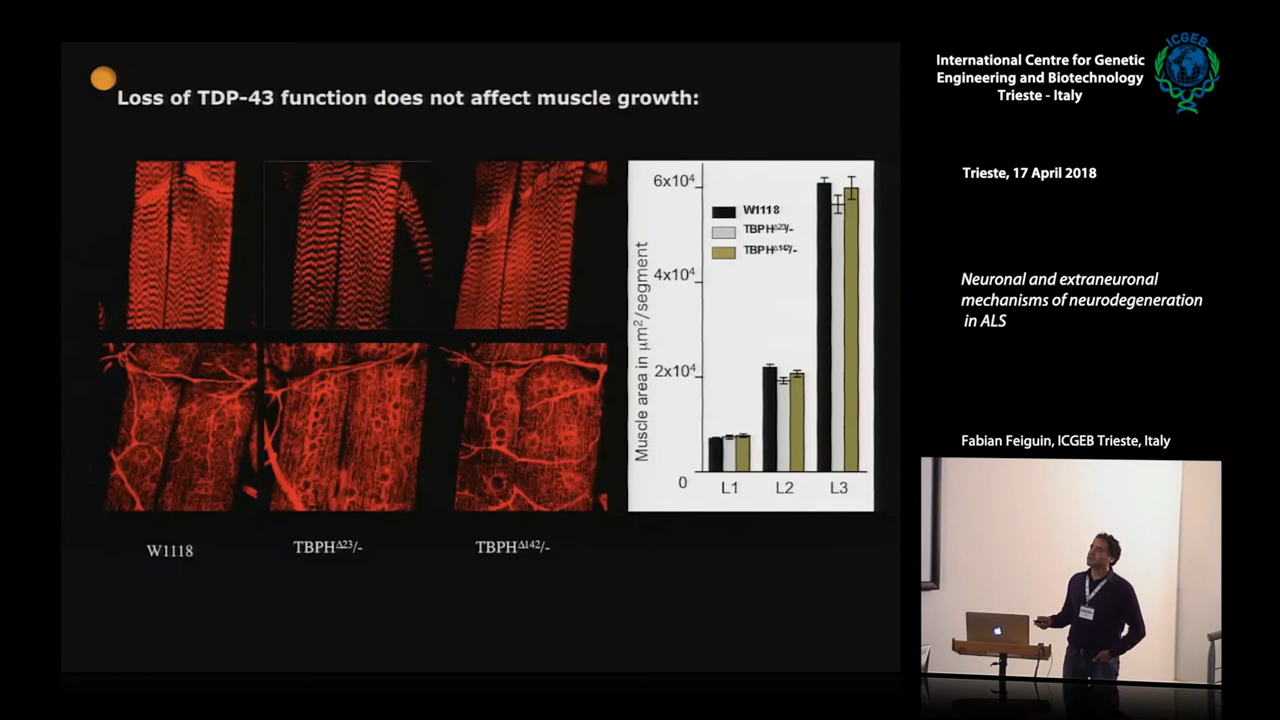 Loss of TDP-43 function does not affect muscle growth:
6x10⁴
4x10⁴
2x10⁴
0
Muscle area in µm²/segment
W1118
TBPHΔ23/-
TBPHΔ142/-
L1 L2 L3
W1118
TBPHΔ23/-
TBPHΔ142/-
International Centre for Genetic
Engineering and Biotechnology
Trieste - Italy
ICGEB
Trieste, 17 April 2018
Neuronal and extraneuronal
mechanisms of neurodegeneration
in ALS
Fabian Feiguin, ICGEB Trieste, Italy